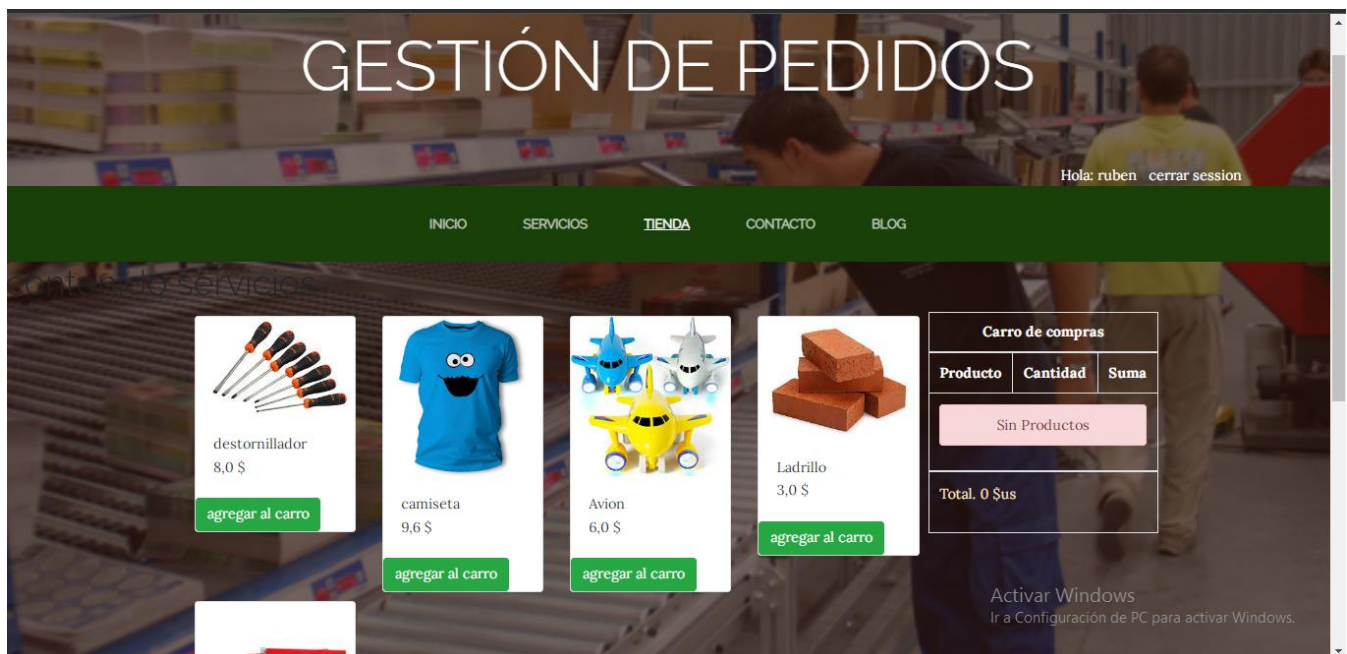 GESTIÓN DE PEDIDOS
Hola: ruben cerrar session
INICIO SERVICIOS TIENDA CONTACTO BLOG
contenido servicios
destornillador
8,0 $
agregar al carro
camiseta
9,6 $
agregar al carro
Avion
6,0 $
agregar al carro
Ladrillo
3,0 $
agregar al carro
Carro de compras
Producto Cantidad Suma
Sin Productos
Total. 0 $us
Activar Windows
Ir a Configuración de PC para activar Windows.